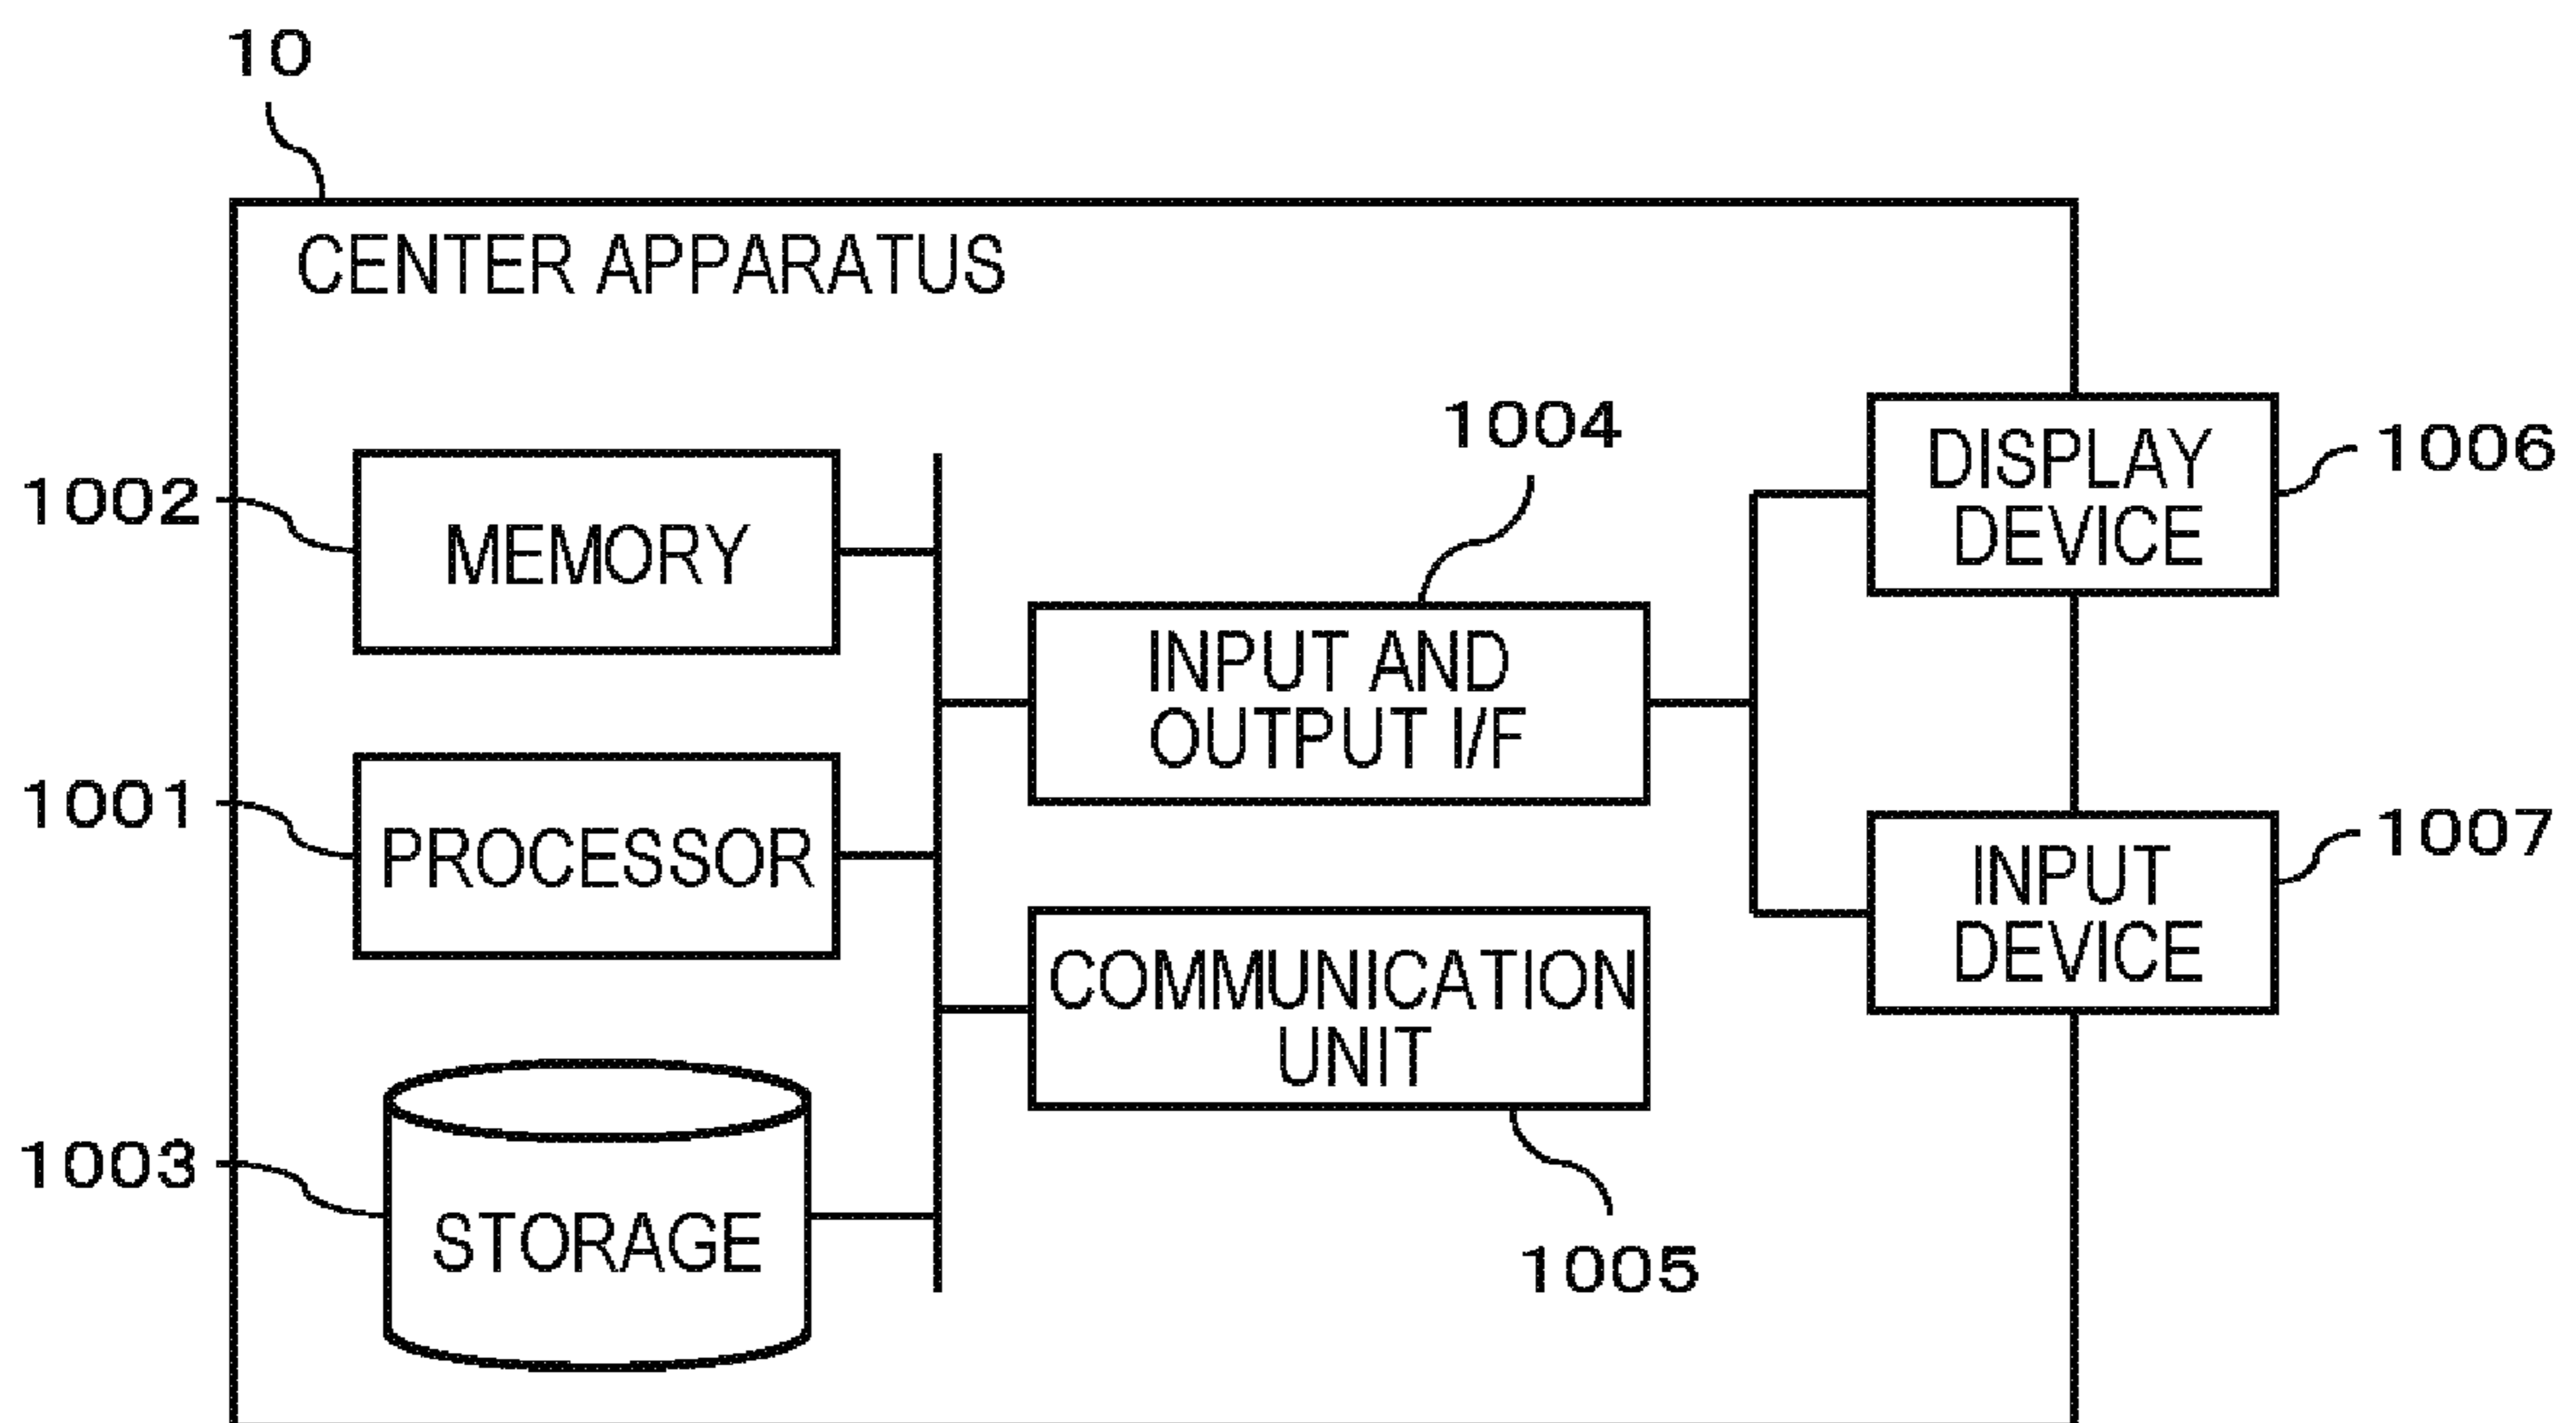 10
CENTER APPARATUS
1004
1006
DISPLAY
DEVICE
1002
MEMORY
INPUT AND
OUTPUT I/F
1001
PROCESSOR
1007
INPUT
DEVICE
COMMUNICATION
UNIT
1003
STORAGE
1005